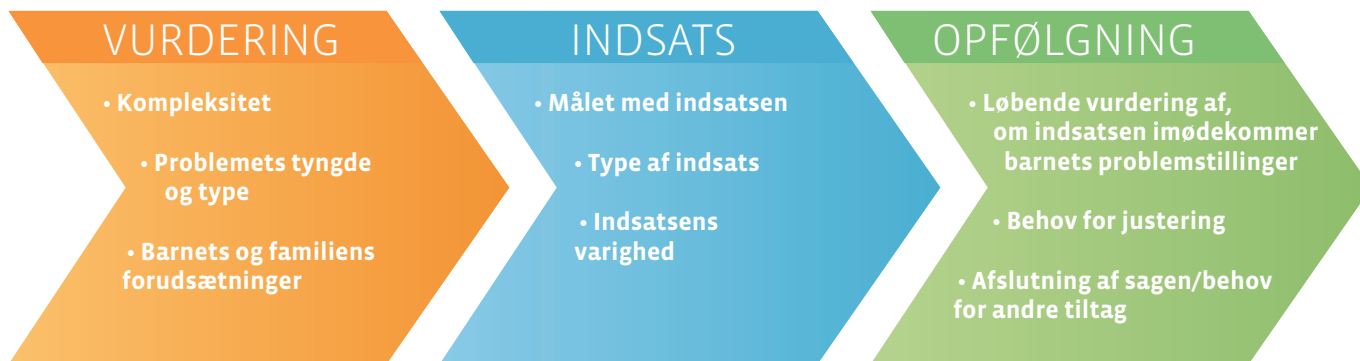 VURDERING
• Kompleksitet
• Problemets tyngde
og type
• Barnets og familiens
forudsætninger
INDSATS
• Målet med indsatsen
• Type af indsats
• Indsatsens
varighed
OPFØLGNING
• Løbende vurdering af,
om indsatsen imødekommer
barnets problemstillinger
• Behov for justering
• Afslutning af sagen/behov
for andre tiltag